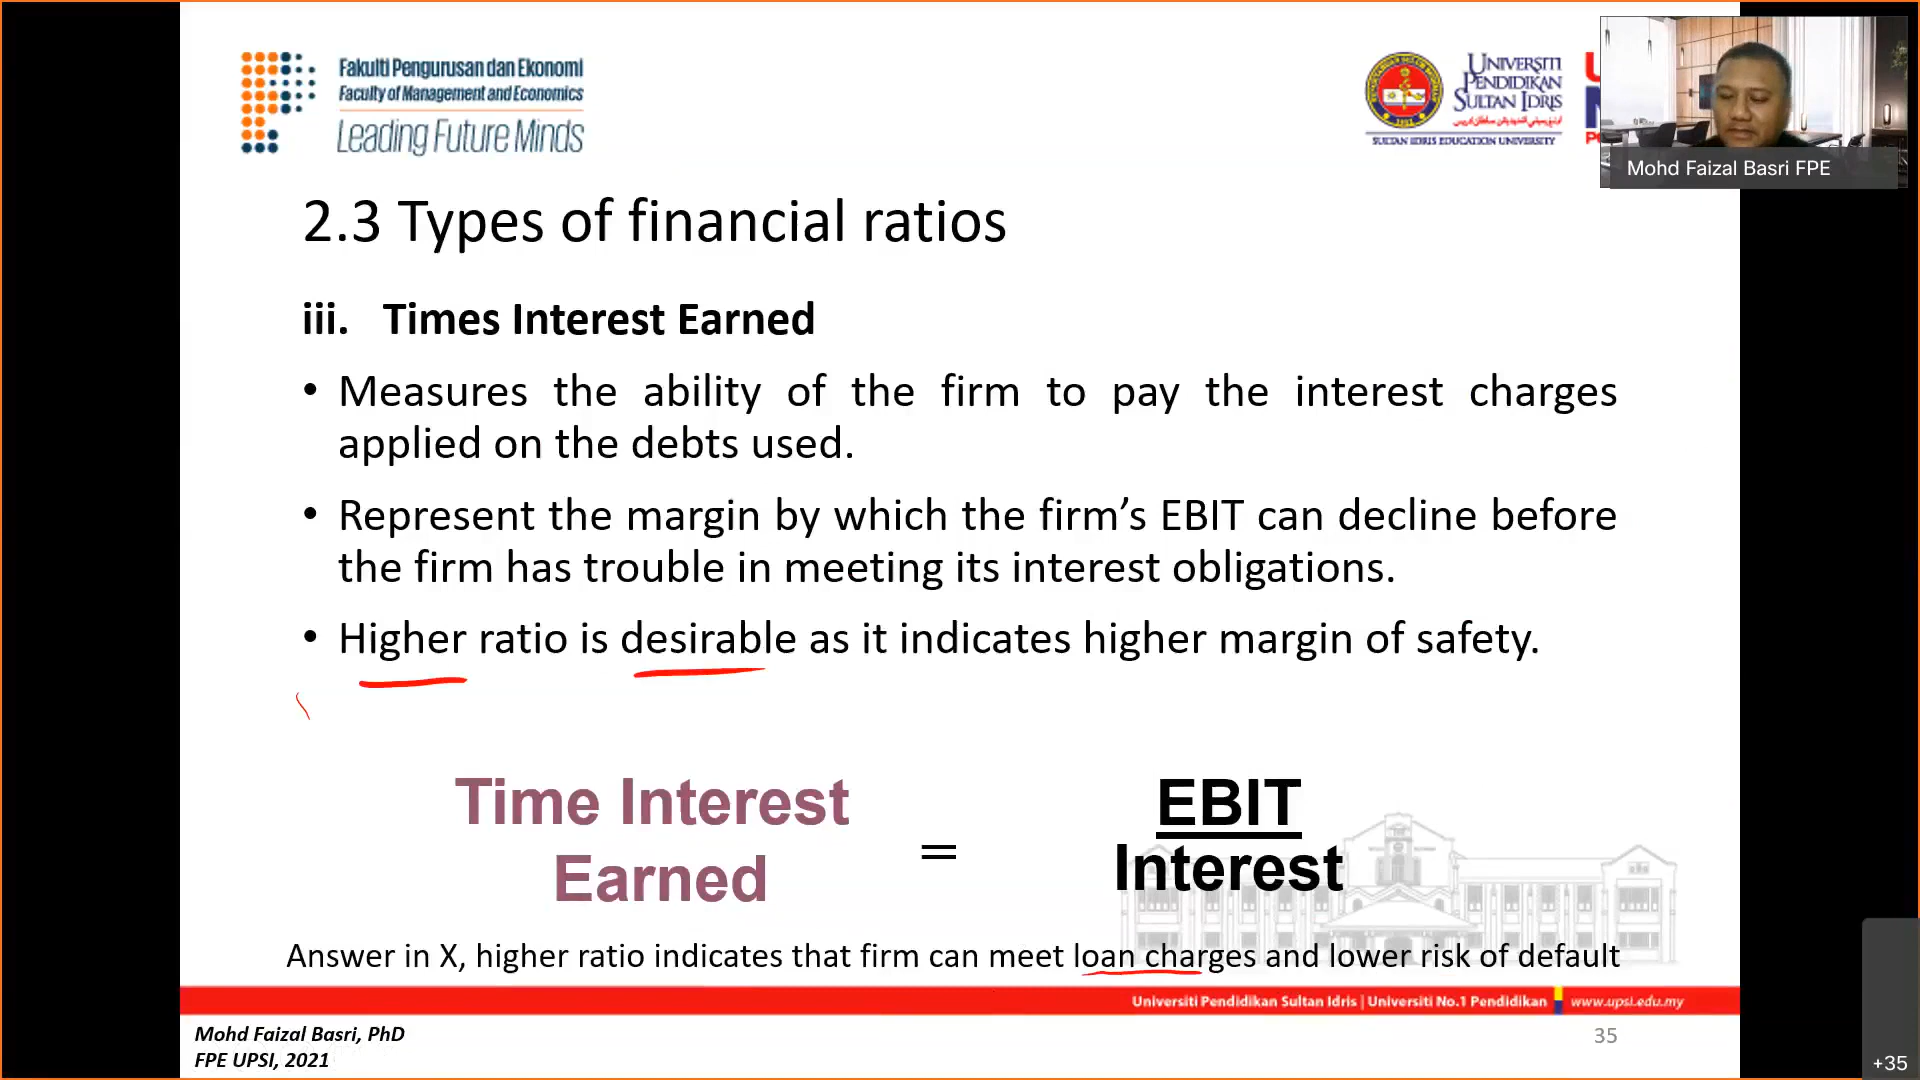 Fakulti Pengurusan dan Ekonomi
Faculty of Management and Economics
Leading Future Minds
UNIVERSITI
PENDIDIKAN
SULTAN IDRIS
SULTAN IDRIS EDUCATION UNIVERSITY
Mohd Faizal Basri FPE
2.3 Types of financial ratios
iii. Times Interest Earned
• Measures the ability of the firm to pay the interest charges
applied on the debts used.
• Represent the margin by which the firm’s EBIT can decline before
the firm has trouble in meeting its interest obligations.
• Higher ratio is desirable as it indicates higher margin of safety.
Time Interest
Earned
=
EBIT
Interest
Answer in X, higher ratio indicates that firm can meet loan charges and lower risk of default
Universiti Pendidikan Sultan Idris | Universiti No.1 Pendidikan www.upsi.edu.my
Mohd Faizal Basri, PhD
FPE UPSI, 2021
35
+35